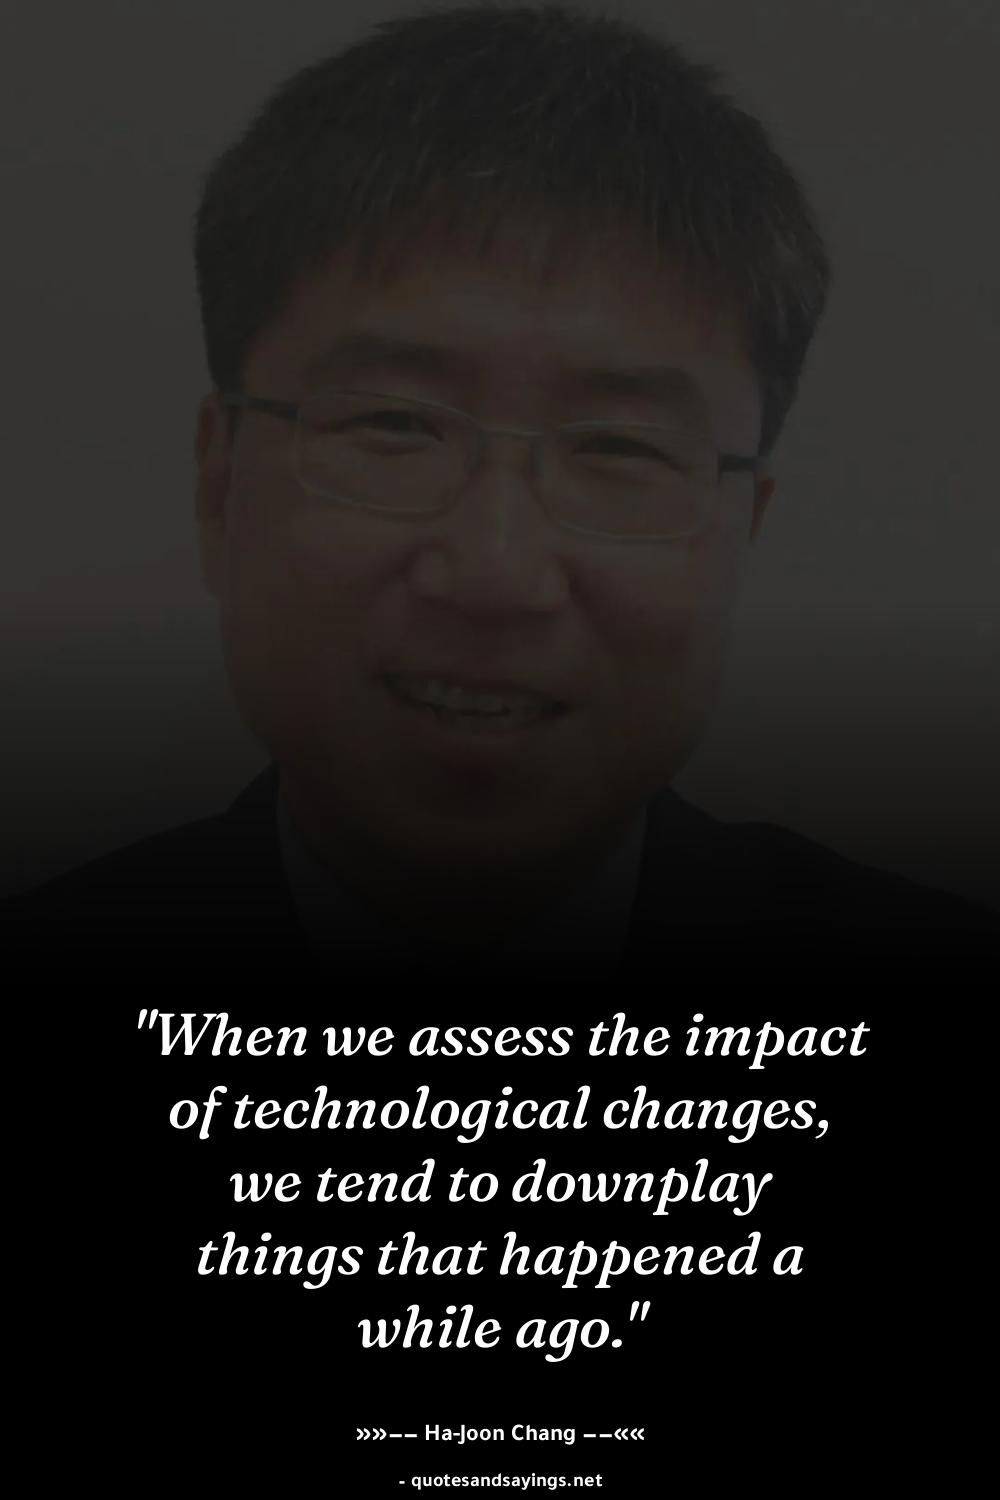 "When we assess the impact
of technological changes,
we tend to downplay
things that happened a
while ago."
»»−− Ha-Joon Chang −−««
- quotesandsayings.net